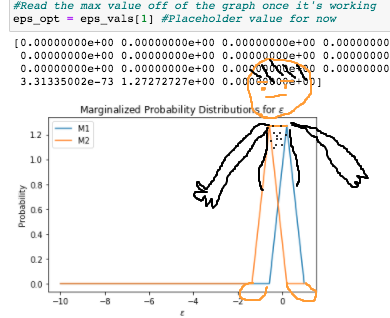 #Read the max value off of the graph once it's working
eps_opt = eps_vals[1] #Placeholder value for now
[0.00000000e+00 0.00000000e+00 0.00000000e+00 0.00000000
0.00000000e+00 0.00000000e+00 0.00000000e+00 0.00000000
0.00000000e+00 0.00000000e+00 0.00000000e+00 0.00000000
3.31335002e-73 1.27272727e+00 0.00000000e+00]
Marginalized Probability Distributions for ε
M1
M2
Probability
1.2
1.0
0.8
0.6
0.4
0.2
0.0
-10 -8 -6 -4 -2 0
ε